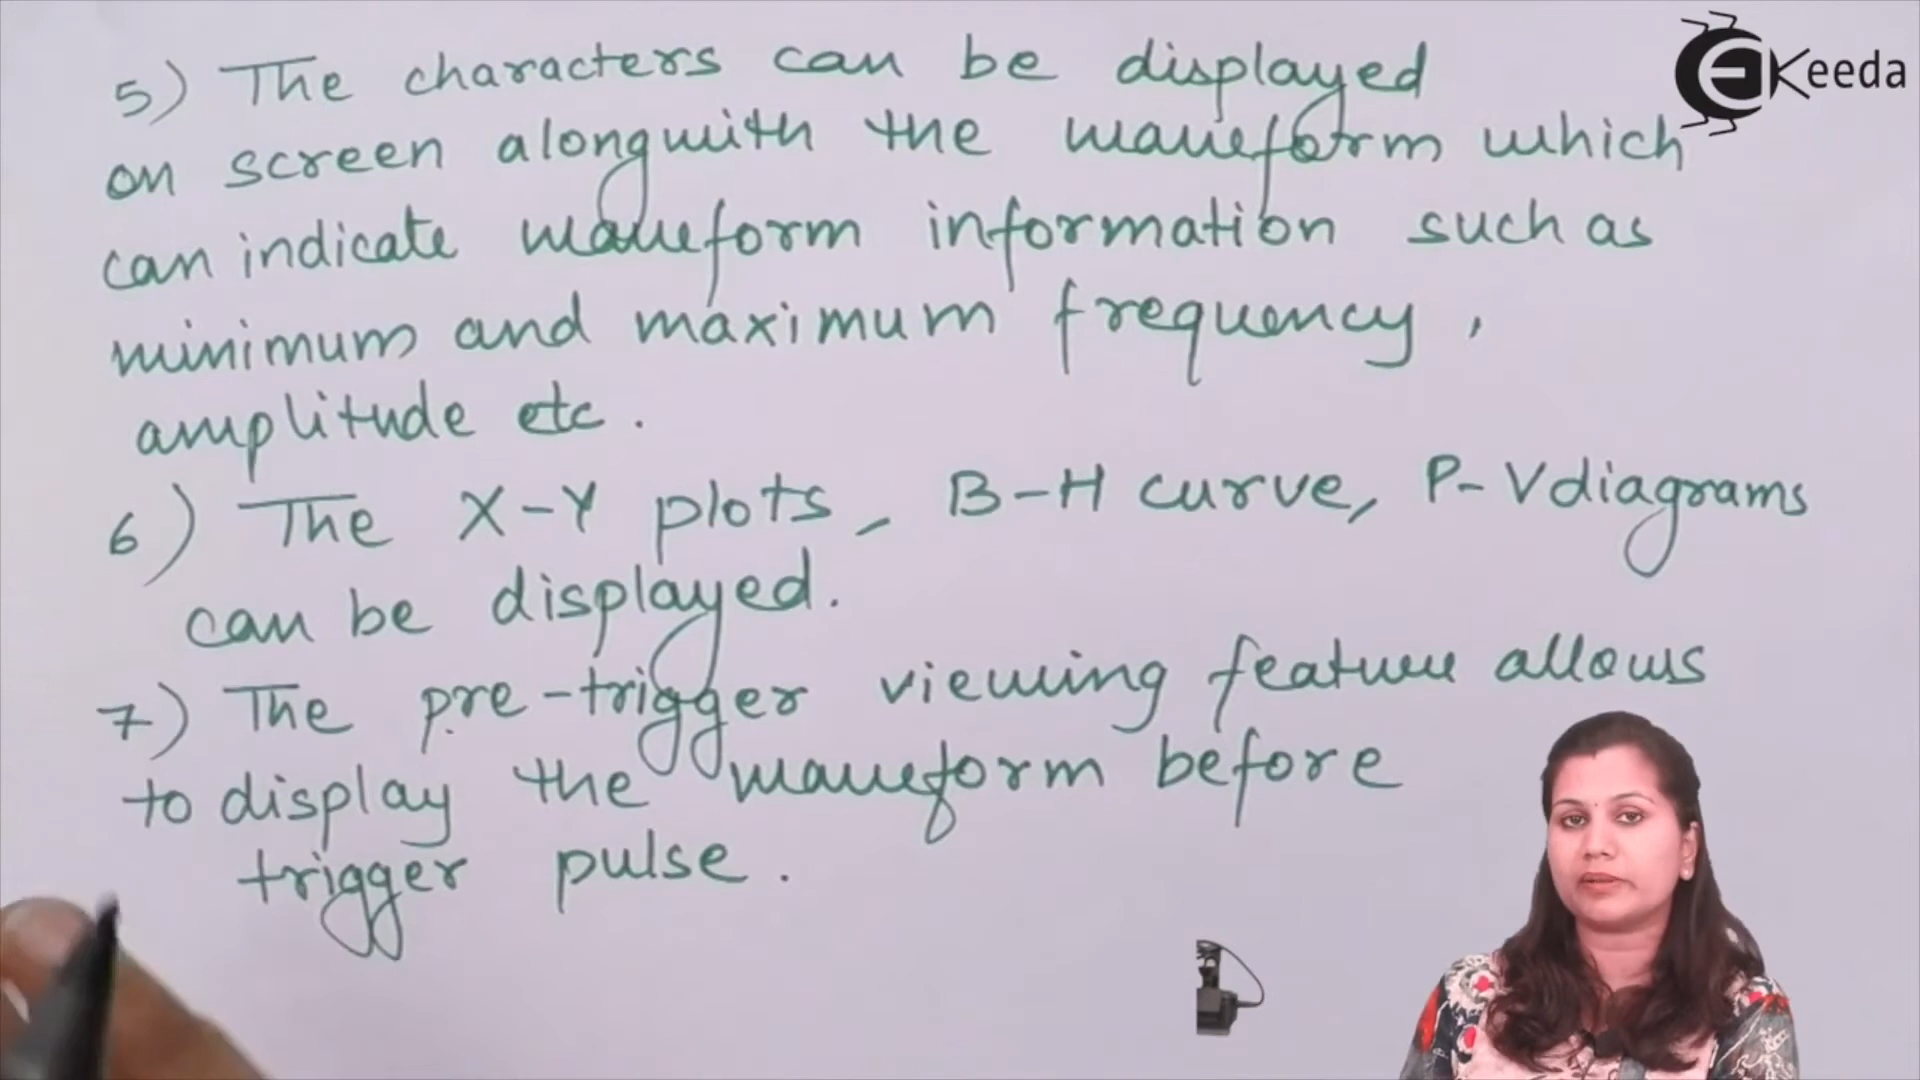 5) The characters can be displayed
on screen alongwith the waveform which
can indicate waveform information such as
minimum and maximum frequency,
amplitude etc.
6) The X-Y plots, B-H curve, P-V diagrams
can be displayed.
7) The pre-trigger viewing feature allows
to display the waveform before
trigger pulse.
EKeeda